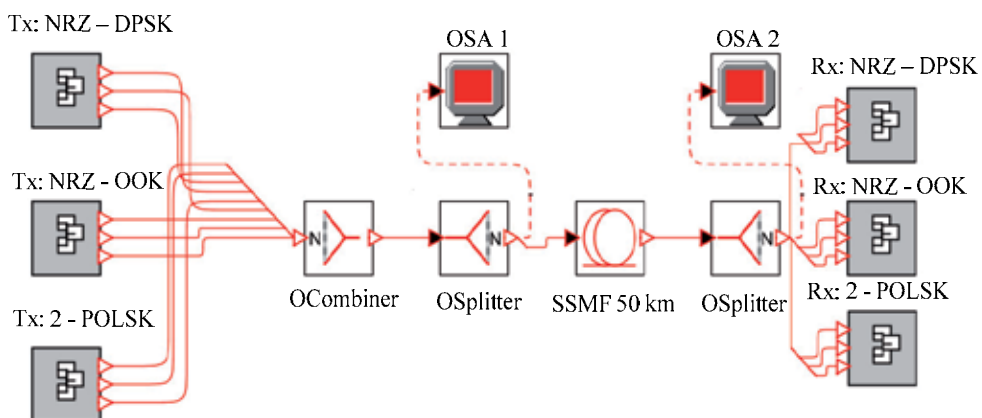 Tx: NRZ – DPSK
OSA 1
OSA 2
Rx: NRZ – DPSK
Tx: NRZ - OOK
Rx: NRZ - OOK
N
N
N
OCombiner
OSplitter
SSMF 50 km
OSplitter
Rx: 2 - POLSK
Tx: 2 - POLSK